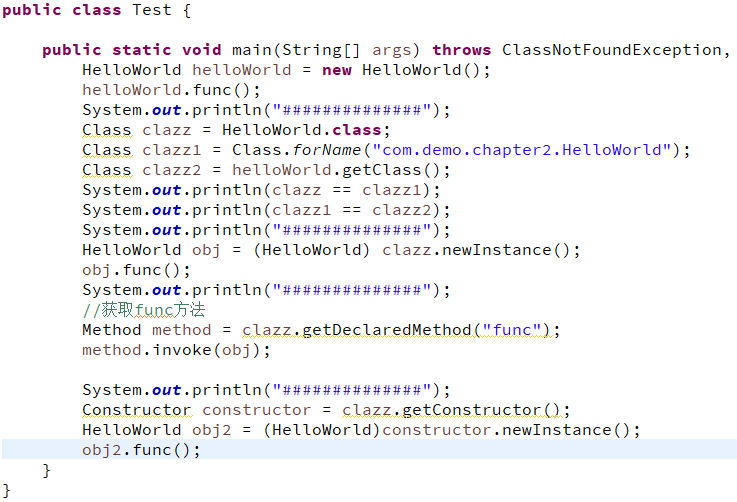 public class Test {
public static void main(String[] args) throws ClassNotFoundException,
HelloWorld helloWorld = new HelloWorld();
helloWorld.func();
System.out.println("##############");
Class clazz = HelloWorld.class;
Class clazz1 = Class.forName("com.demo.chapter2.HelloWorld");
Class clazz2 = helloWorld.getClass();
System.out.println(clazz == clazz1);
System.out.println(clazz1 == clazz2);
System.out.println("##############");
HelloWorld obj = (HelloWorld) clazz.newInstance();
obj.func();
System.out.println("##############");
//获取func方法
Method method = clazz.getDeclaredMethod("func");
method.invoke(obj);
System.out.println("##############");
Constructor constructor = clazz.getConstructor();
HelloWorld obj2 = (HelloWorld)constructor.newInstance();
obj2.func();
}
}